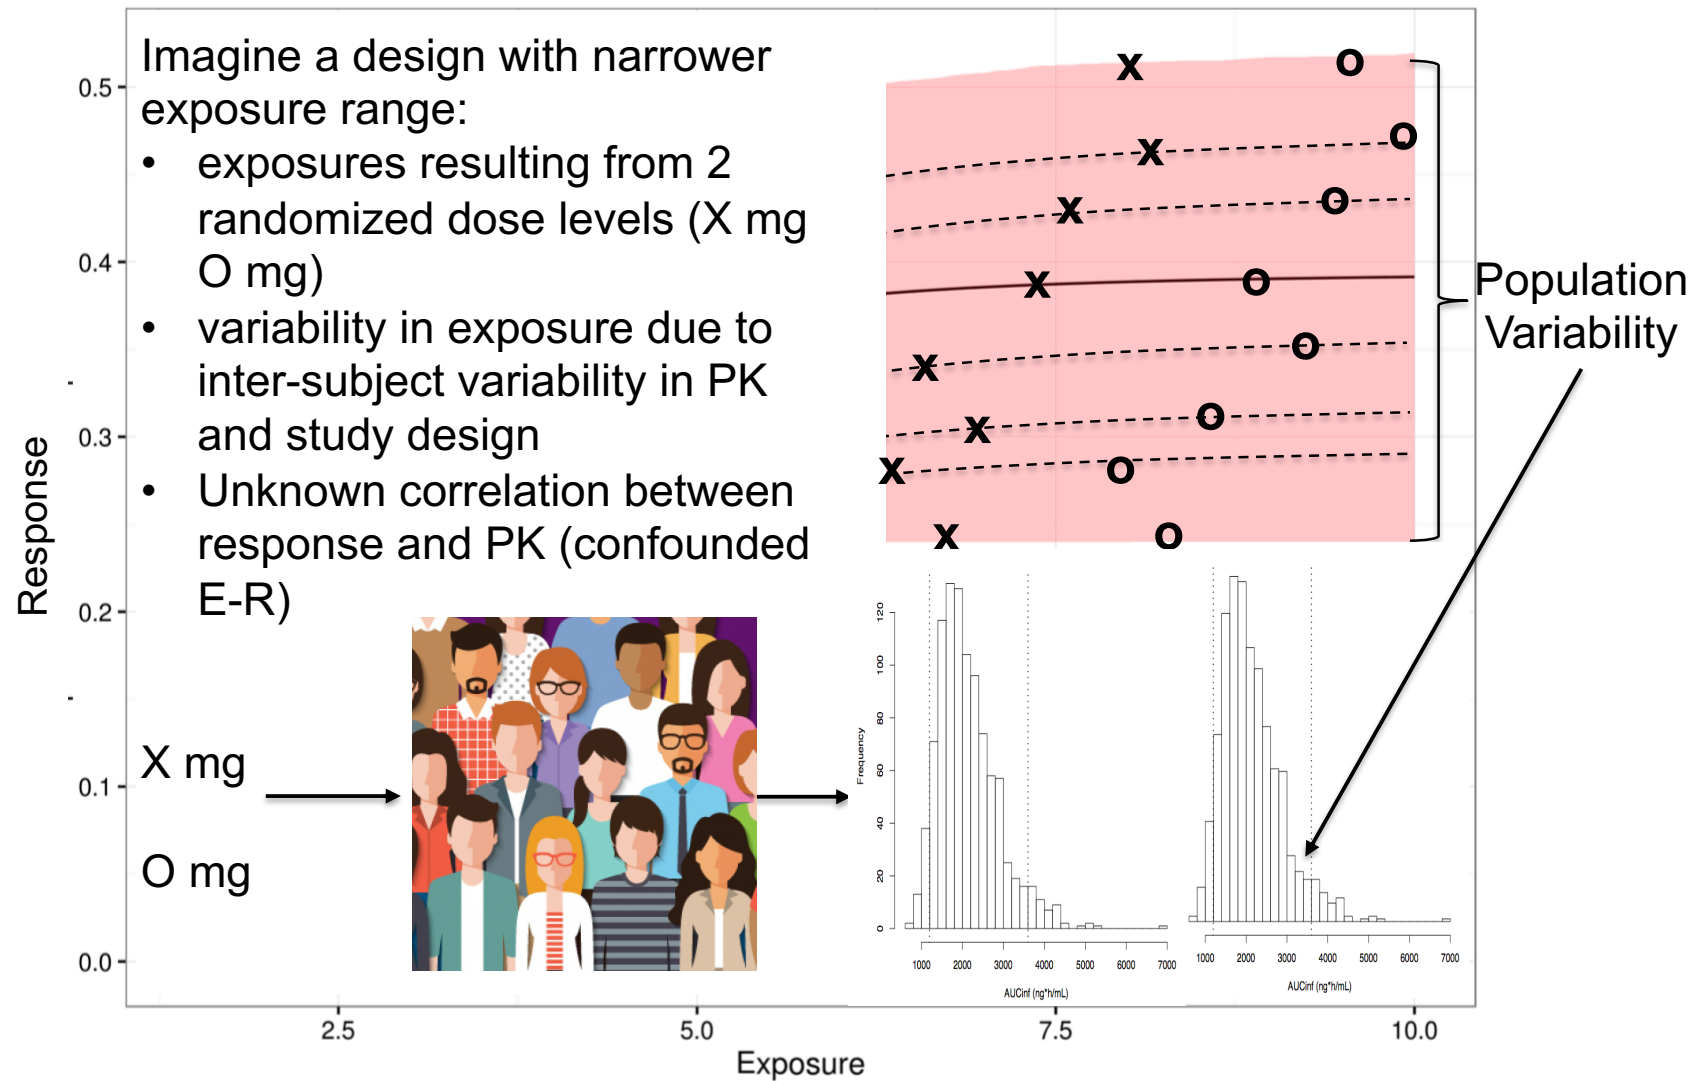 Imagine a design with narrower
exposure range:
• exposures resulting from 2
randomized dose levels (X mg
O mg)
• variability in exposure due to
inter-subject variability in PK
and study design
• Unknown correlation between
response and PK (confounded
E-R)
X mg
O mg
Population
Variability
Response
0.5
0.4
0.3
0.2
0.1
0.0
2.5
5.0
7.5
10.0
Exposure
X O
X O
X O
X O
X O
X O
X O
X O
Frequency
120
100
80
60
40
20
0
1000 2000 3000 4000 5000 6000 7000
AUCinf (ng*h/mL)
1000 2000 3000 4000 5000 6000 7000
AUCinf (ng*h/mL)